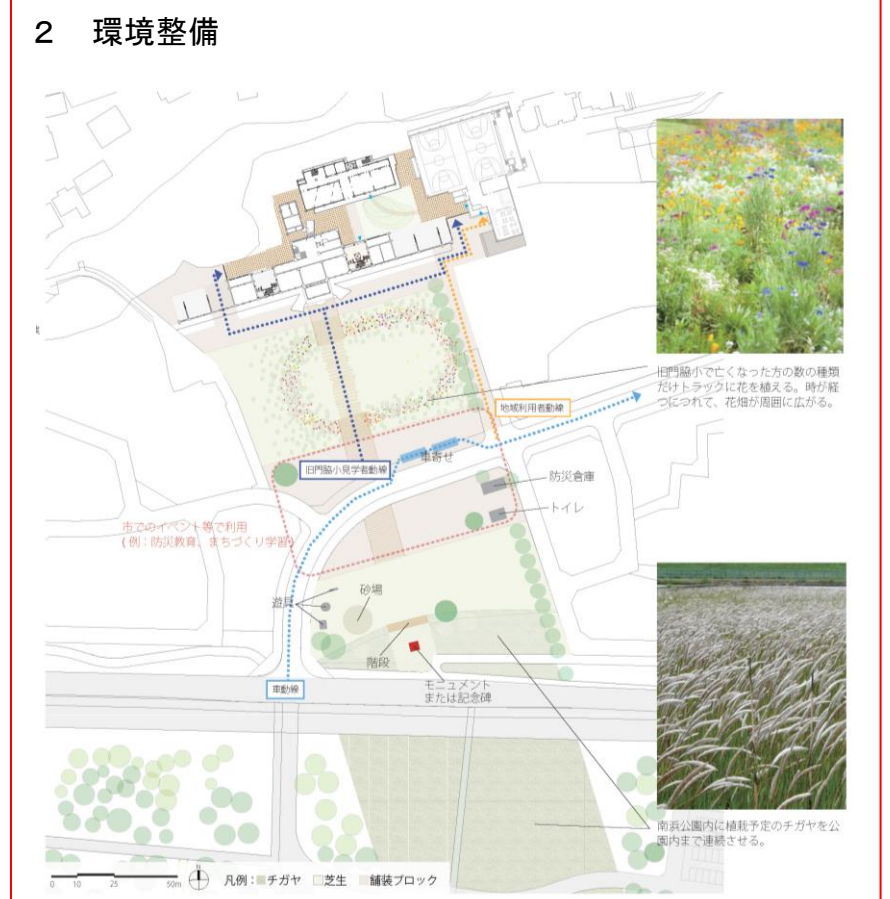 2 環境整備
旧門脇小で亡くなった方の数の種類
だけトラックに花を植える。時が経
つにつれて、花畑が周囲に広がる。
地域利用者動線
車寄せ
旧門脇小見学者動線
防災倉庫
トイレ
市でのイベント等で利用
(例：防災教育、まちづくり学習)
砂場
遊具
階段
モニュメント
または記念碑
車動線
南浜公園内に植栽予定のチガヤを公
園内まで連続させる。
0 10 25 50m N 凡例：チガヤ 芝生 舗装ブロック